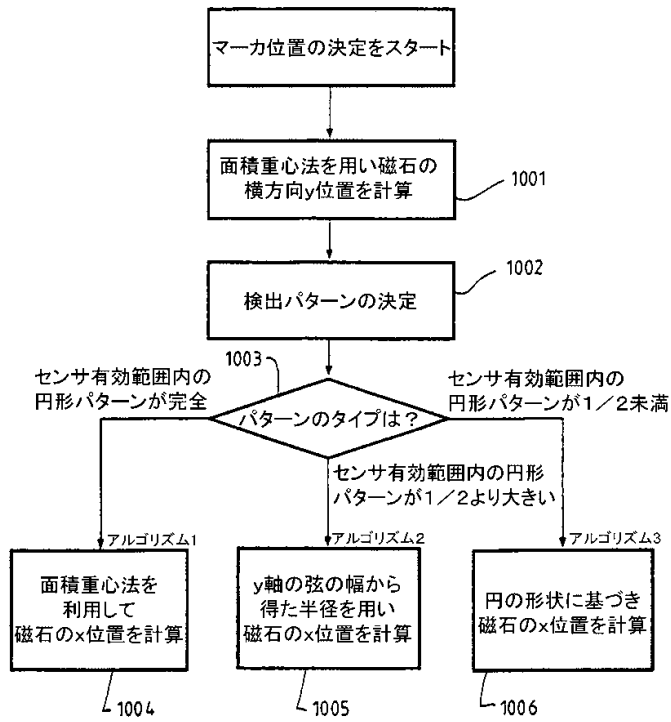 マーカ位置の決定をスタート
面積重心法を用い磁石の
横方向y位置を計算
1001
検出パターンの決定
1002
1003
センサ有効範囲内の
円形パターンが完全
パターンのタイプは？
センサ有効範囲内の
円形パターンが1／2未満
センサ有効範囲内の円形
パターンが1／2より大きい
アルゴリズム1
面積重心法を
利用して
磁石のx位置を計算
1004
アルゴリズム2
y軸の弦の幅から
得た半径を用い
磁石のx位置を計算
1005
アルゴリズム3
円の形状に基づき
磁石のx位置を計算
1006